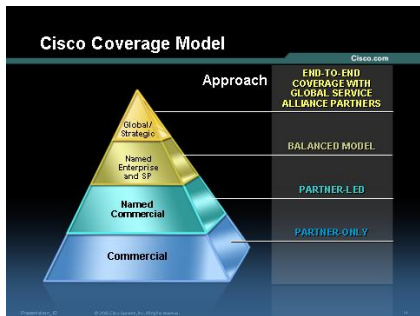 Cisco Coverage Model
Cisco.com
Approach
END-TO-END
COVERAGE WITH
GLOBAL SERVICE
ALLIANCE PARTNERS
Global/
Strategic
BALANCED MODEL
Named
Enterprise
and SP
PARTNER-LED
Named
Commercial
PARTNER-ONLY
Commercial